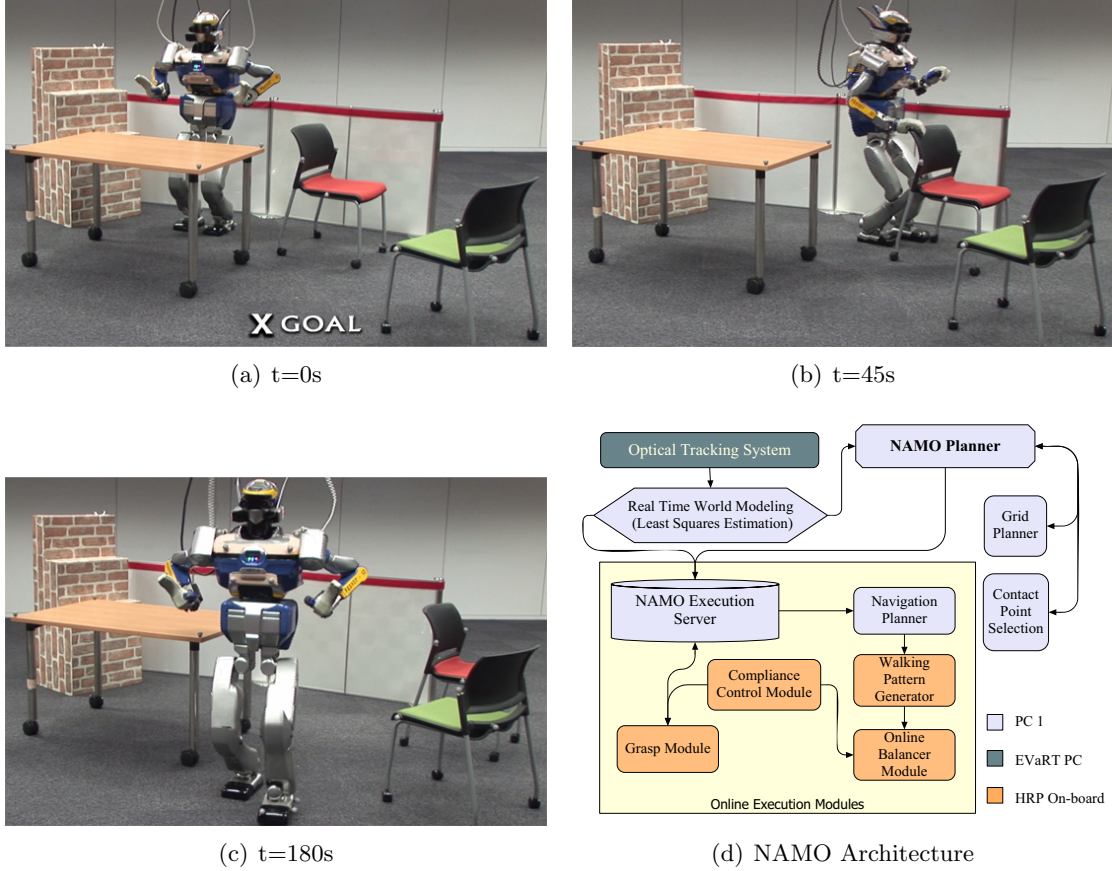 X GOAL
(a) t=0s
(b) t=45s
(c) t=180s
Optical Tracking System
NAMO Planner
Real Time World Modeling
(Least Squares Estimation)
Grid
Planner
Contact
Point
Selection
NAMO Execution
Server
Navigation
Planner
Compliance
Control Module
Walking
Pattern
Generator
Grasp Module
Online
Balancer
Module
Online Execution Modules
PC 1
EVaRT PC
HRP On-board
(d) NAMO Architecture